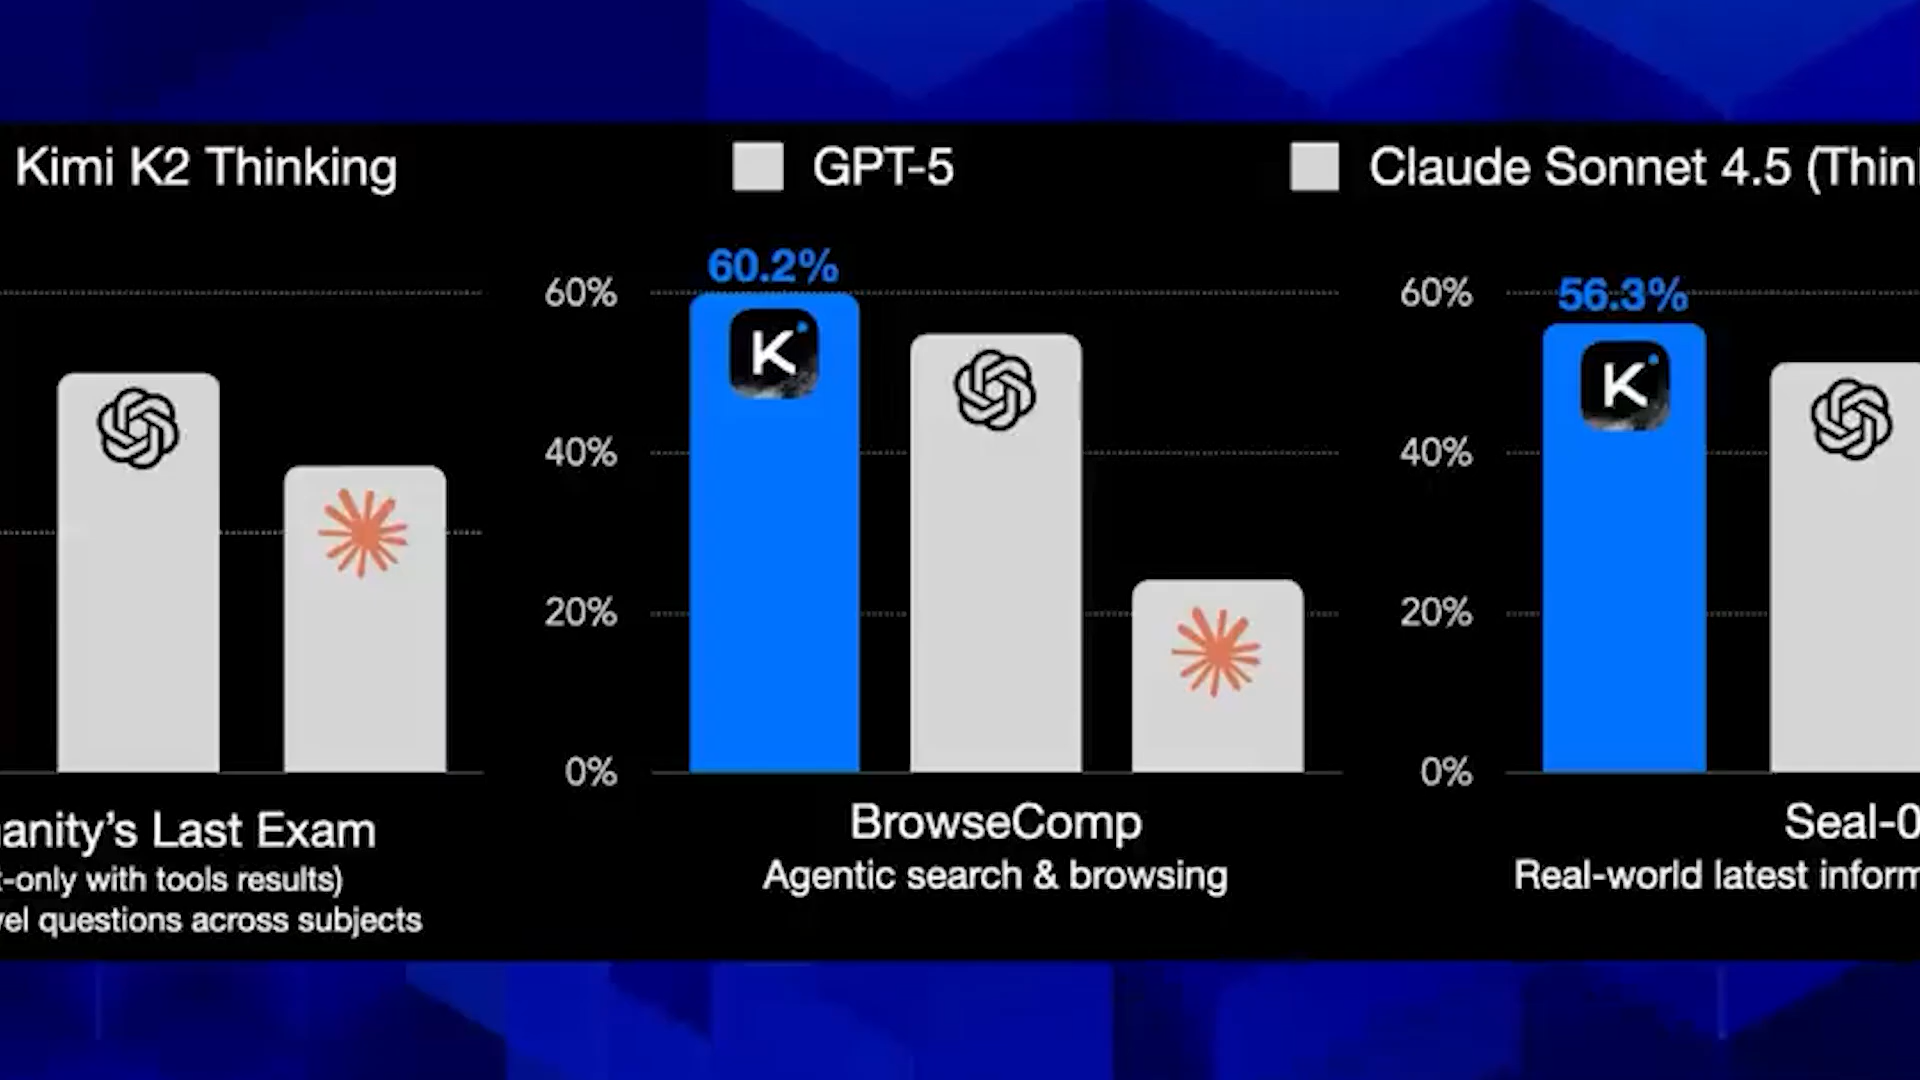 Kimi K2 Thinking
GPT-5
Claude Sonnet 4.5 (Thin
60.2%
60%
40%
20%
0%
56.3%
60%
40%
20%
0%
K
K
anity's Last Exam
-only with tools results)
vel questions across subjects
BrowseComp
Agentic search & browsing
Seal-0
Real-world latest inform